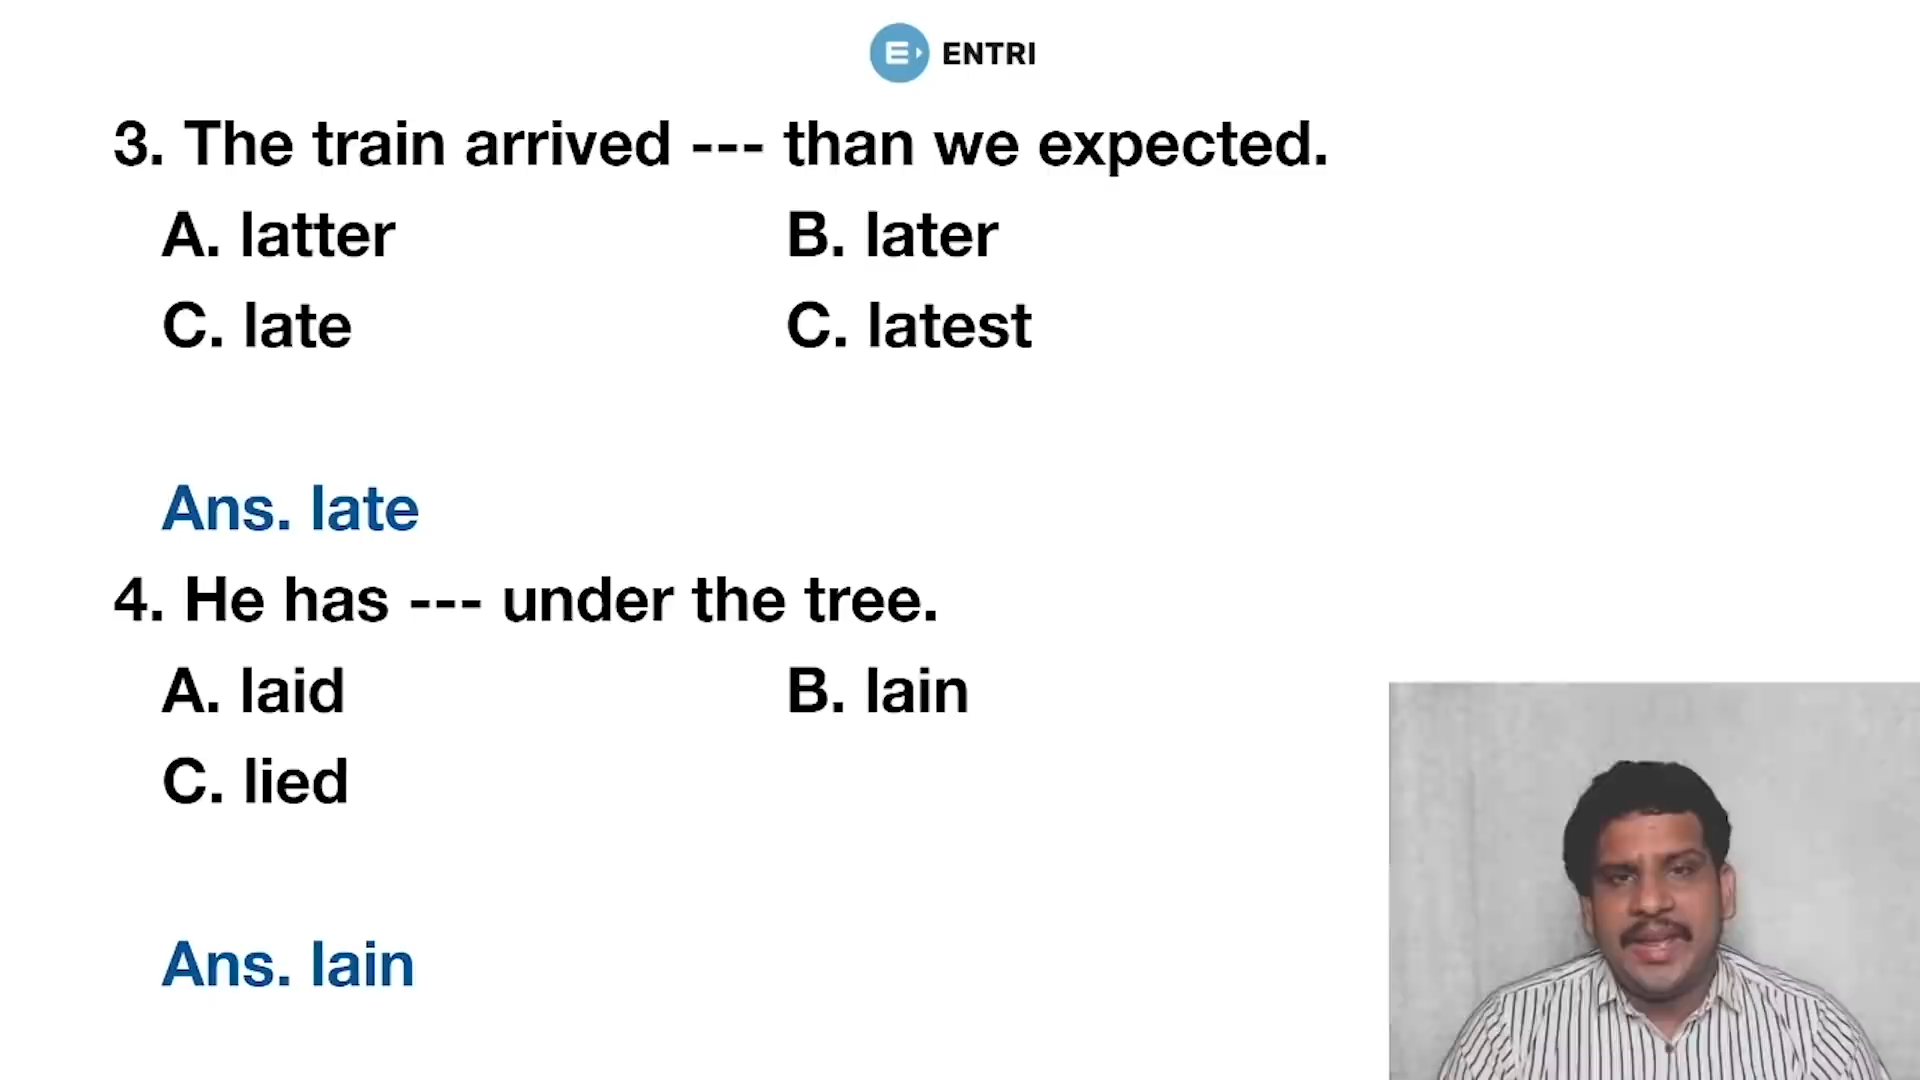 ENTRI
3. The train arrived --- than we expected.
A. latter B. later
C. late C. latest
Ans. late
4. He has --- under the tree.
A. laid B. lain
C. lied
Ans. lain